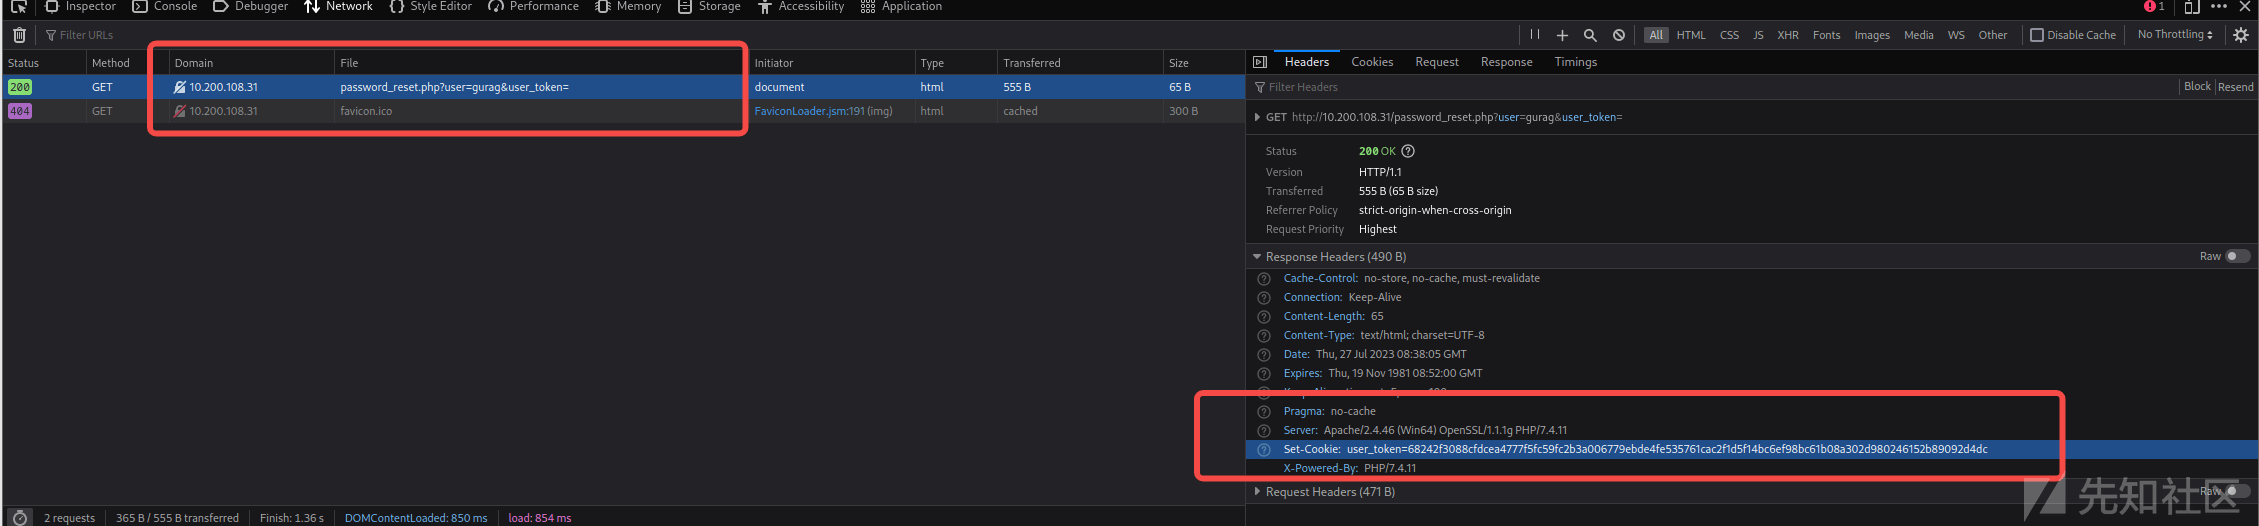 Inspector Console Debugger Network Style Editor Performance Memory Storage Accessibility Application 1
Filter URLs All HTML CSS JS XHR Fonts Images Media WS Other Disable Cache No Throttling
Status Method Domain File Initiator Type Transferred Size
200 GET 10.200.108.31 password_reset.php?user=gurag&user_token= document html 555 B 65 B
404 GET 10.200.108.31 favicon.ico FaviconLoader.jsm:191 (img) html cached 300 B
Headers Cookies Request Response Timings
Filter Headers Block Resend
GET http://10.200.108.31/password_reset.php?user=gurag&user_token=
Status 200 OK
Version HTTP/1.1
Transferred 555 B (65 B size)
Referrer Policy strict-origin-when-cross-origin
Request Priority Highest
Response Headers (490 B) Raw
Cache-Control: no-store, no-cache, must-revalidate
Connection: Keep-Alive
Content-Length: 65
Content-Type: text/html; charset=UTF-8
Date: Thu, 27 Jul 2023 08:38:05 GMT
Expires: Thu, 19 Nov 1981 08:52:00 GMT
Pragma: no-cache
Server: Apache/2.4.46 (Win64) OpenSSL/1.1.1g PHP/7.4.11
Set-Cookie: user_token=68242f3088cfdcea4777f5fc59fc2b3a006779ebde4fe535761cac2f1d5f14bc6ef98bc61b08a302d980246152b89092d4dc
X-Powered-By: PHP/7.4.11
Request Headers (471 B) Raw
2 requests 365 B / 555 B transferred Finish: 1.36 s DOMContentLoaded: 850 ms load: 854 ms
先知社区